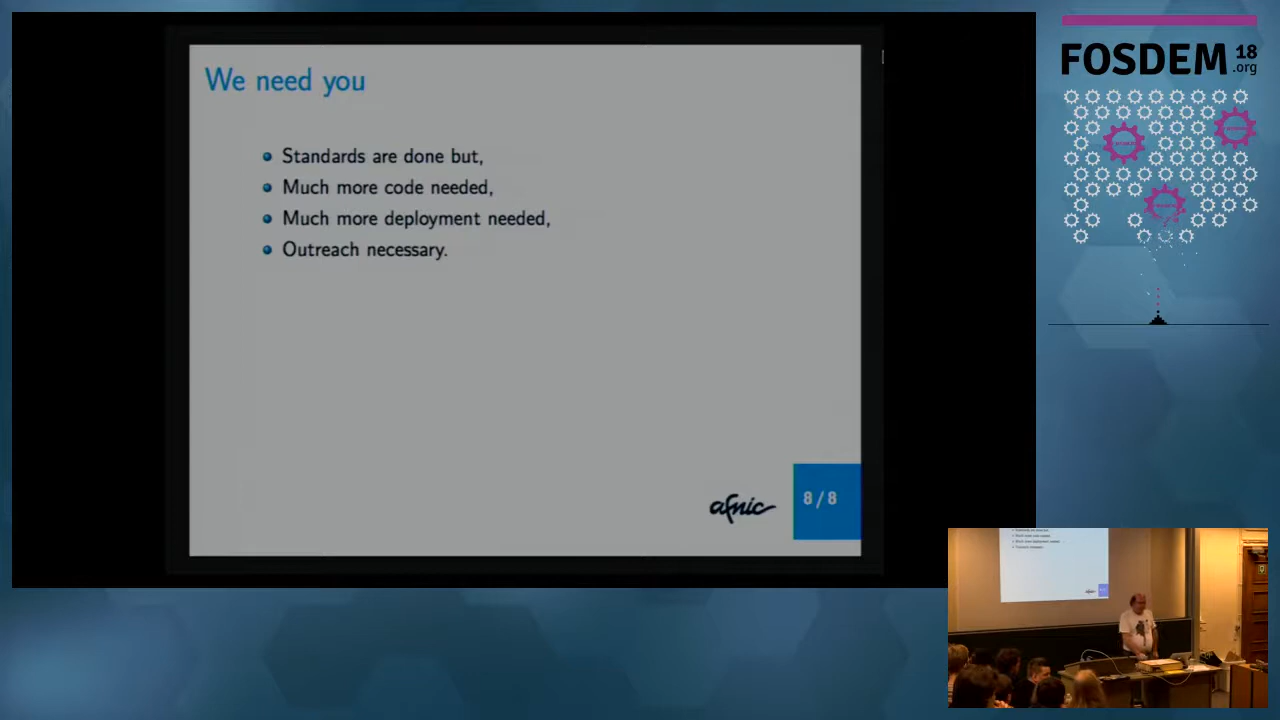 We need you
Standards are done but,
Much more code needed,
Much more deployment needed,
Outreach necessary.
afnic
8 / 8
FOSDEM 18
.org